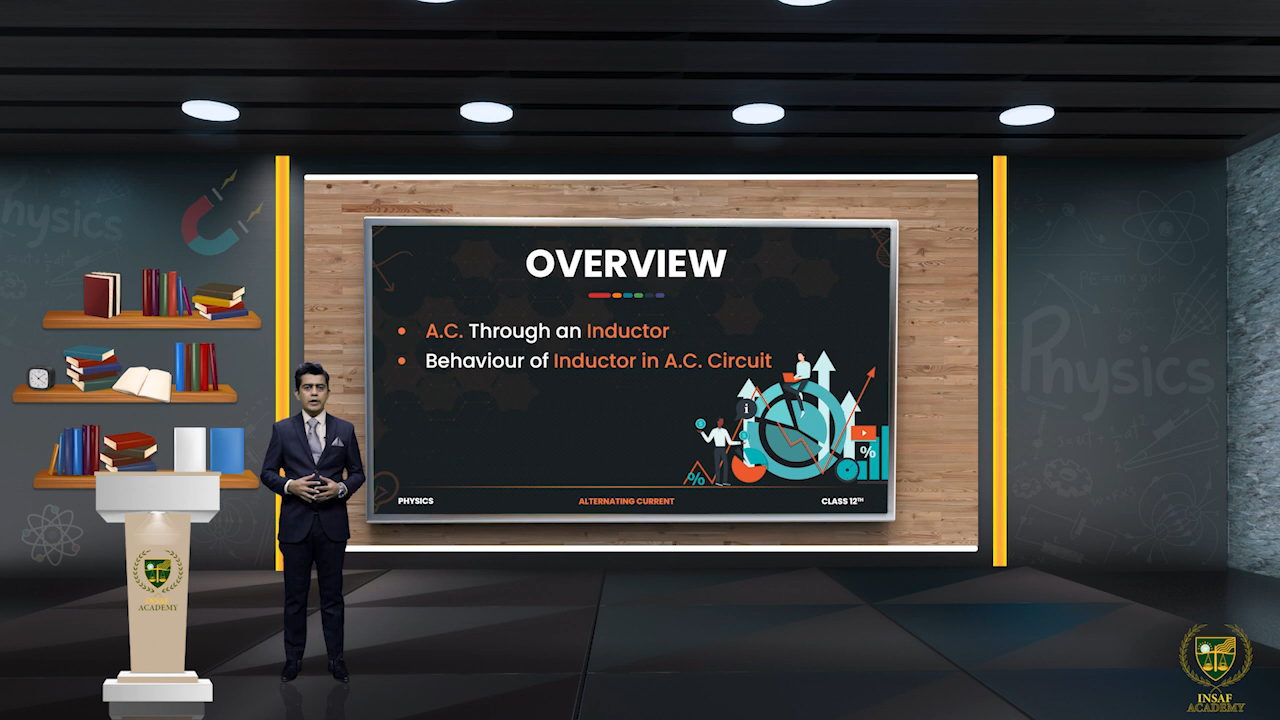 OVERVIEW
A.C. Through an Inductor
Behaviour of Inductor in A.C. Circuit
i
%
%
PHYSICS
ALTERNATING CURRENT
CLASS 12TH
Physics
Physics
INSAF
ACADEMY
INSAF
ACADEMY